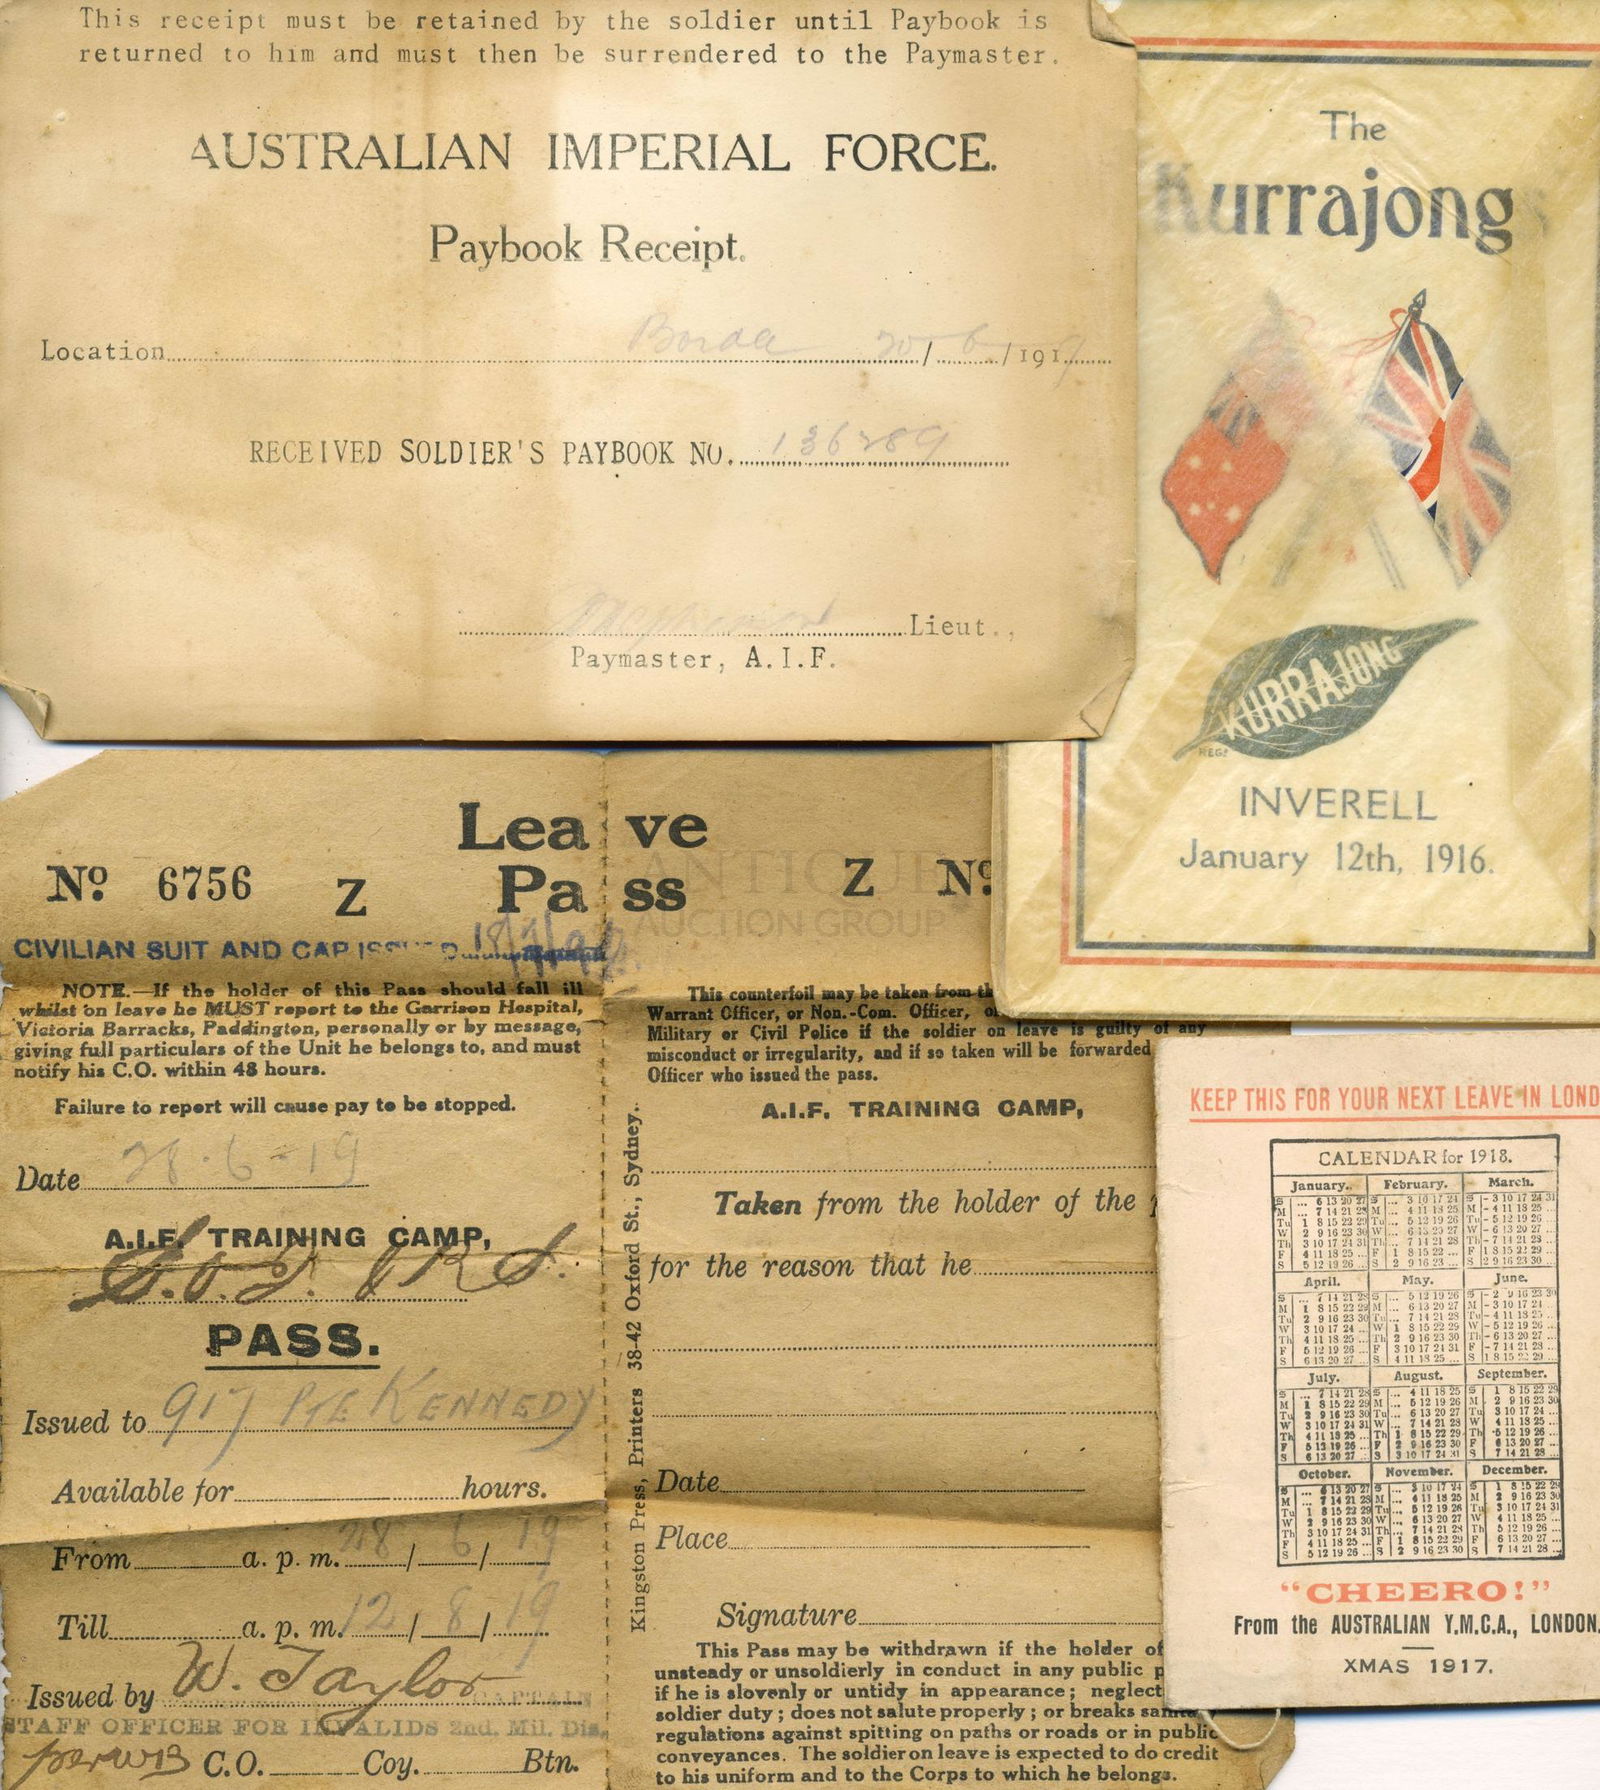 This receipt must be retained by the soldier until Paybook is
returned to him and must then be surrendered to the Paymaster.
AUSTRALIAN IMPERIAL FORCE.
Paybook Receipt.
Location 20/6/1917
RECEIVED SOLDIER'S PAYBOOK NO. 136289
Lieut.,
Paymaster, A.I.F.
The
Kurrajongs
KURRAJONG
REGD
INVERELL
January 12th, 1916.
Leave
Pass
No. 6756 Z
Z No.
ANTIQUE
AUCTION GROUP
CIVILIAN SUIT AND CAP ISSUED
NOTE.—If the holder of this Pass should fall ill
whilst on leave he MUST report to the Garrison Hospital,
Victoria Barracks, Paddington, personally or by message,
giving full particulars of the Unit he belongs to, and must
notify his C.O. within 48 hours.
Failure to report will cause pay to be stopped.
Date 28.6-19
A.I.F. TRAINING CAMP,
PASS.
Issued to 917 PTE KENNEDY
Available for hours.
From a. p. m. 28/6/19
Till a. p. m. 12/8/19
Issued by W. Taylor
CAPTAIN
STAFF OFFICER FOR INVALIDS 2nd. Mil. Dis.
C.O. Coy. Btn.
Kingston Press, Printers 38-42 Oxford St., Sydney.
This counterfoil may be taken from th
Warrant Officer, or Non.-Com. Officer, o
Military or Civil Police if the soldier on leave is guilty of any
misconduct or irregularity, and if so taken will be forwarded
Officer who issued the pass.
A.I.F. TRAINING CAMP,
Taken from the holder of the
for the reason that he
Date
Place
Signature
This Pass may be withdrawn if the holder of
unsteady or unsoldierly in conduct in any public p
if he is slovenly or untidy in appearance; neglect
soldier duty; does not salute properly; or breaks sanita
regulations against spitting on paths or roads or in public
conveyances. The soldier on leave is expected to do credit
to his uniform and to the Corps to which he belongs.
KEEP THIS FOR YOUR NEXT LEAVE IN LOND
CALENDAR for 1918.
January. February. March.
April. May. June.
July. August. September.
October. November. December.
"CHEERO!"
From the AUSTRALIAN Y.M.C.A., LONDON.
XMAS 1917.